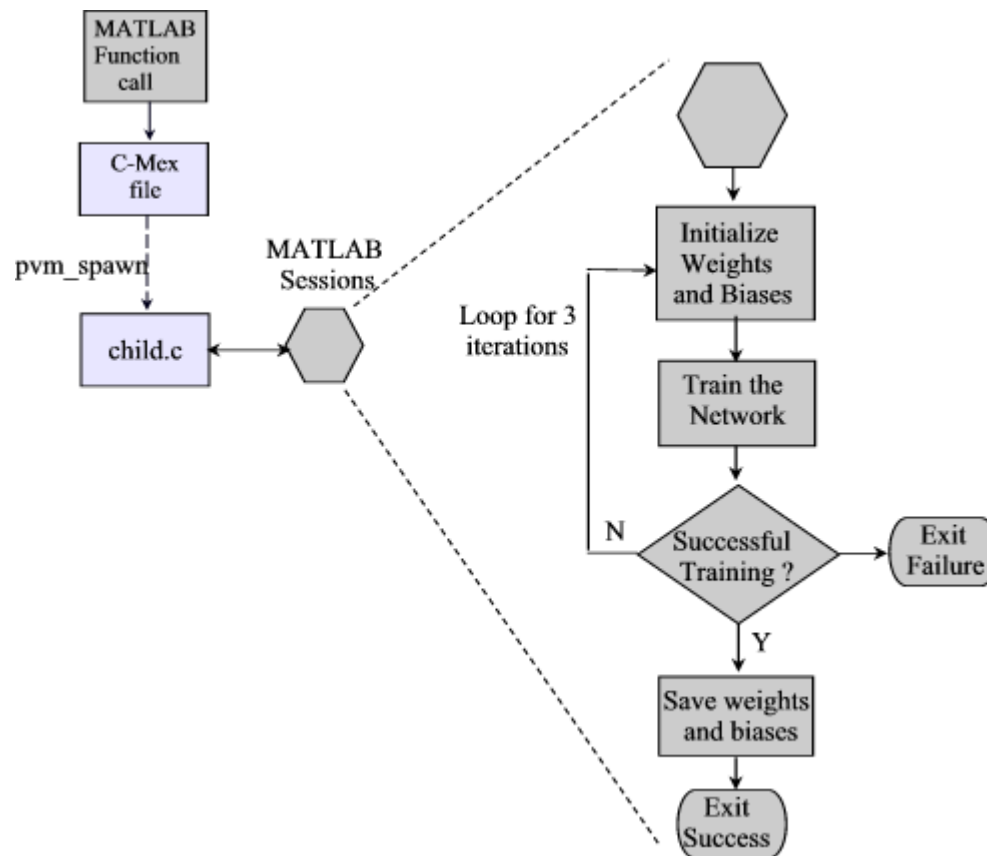 MATLAB
Function
call
C-Mex
file
pvm_spawn
child.c
MATLAB
Sessions
Initialize
Weights
and Biases
Loop for 3
iterations
Train the
Network
N
Successful
Training ?
Exit
Failure
Y
Save weights
and biases
Exit
Success